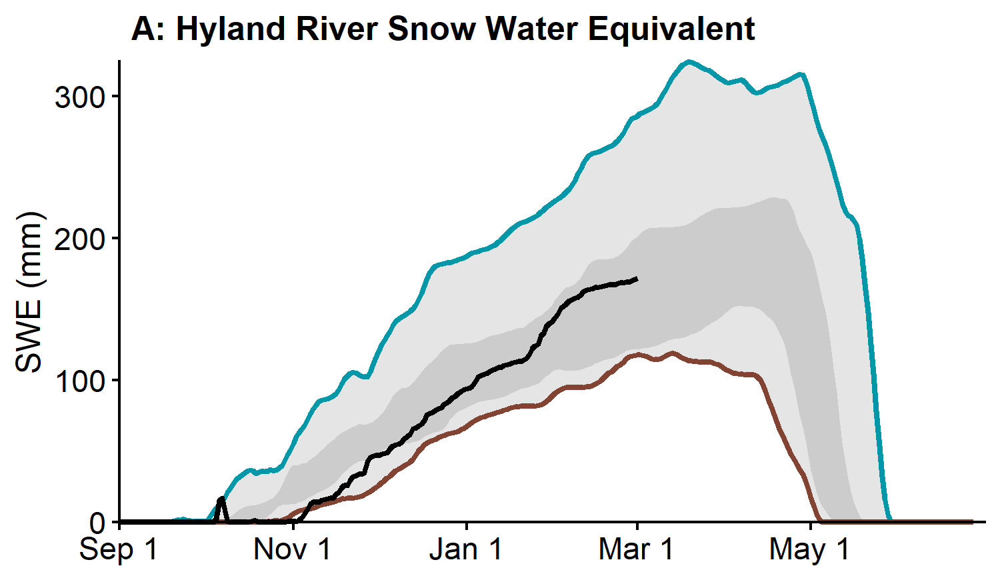 A: Hyland River Snow Water Equivalent
SWE (mm)
300
200
100
0
Sep 1 Nov 1 Jan 1 Mar 1 May 1